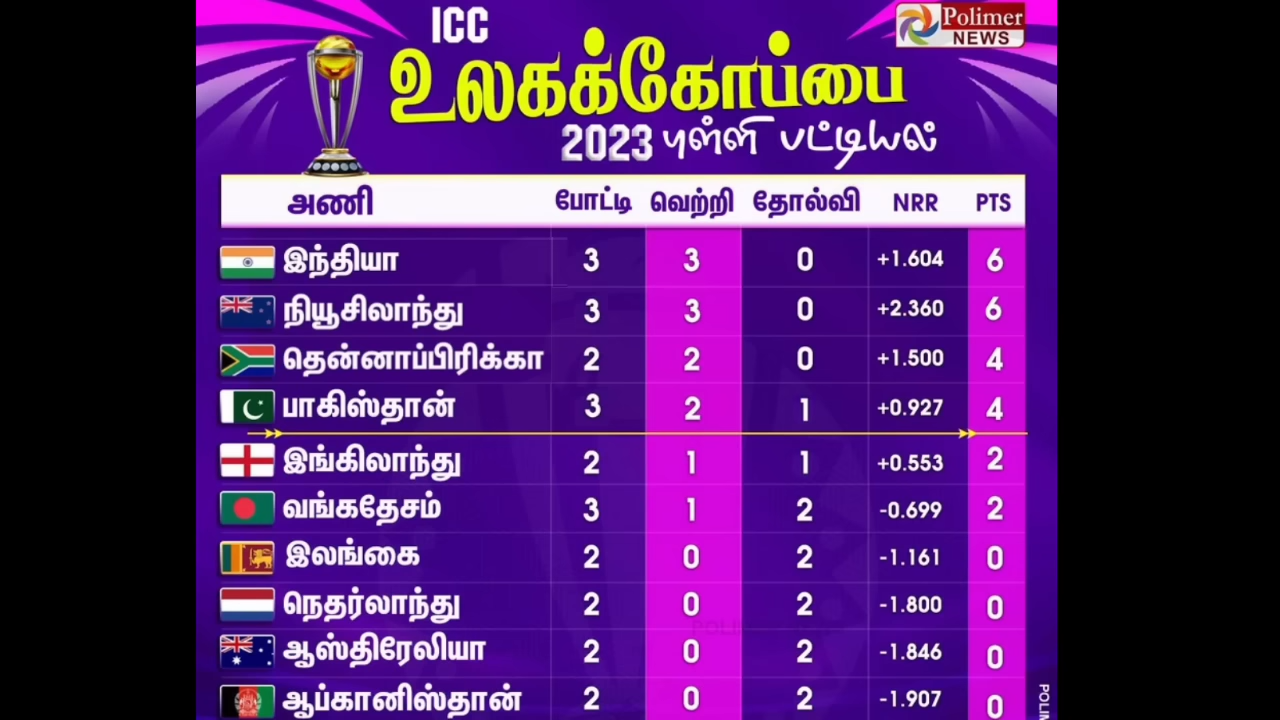 ICC
Polimer
NEWS
உலகக்கோப்பை
2023 புள்ளி பட்டியல்
அணி போட்டி வெற்றி தோல்வி NRR PTS
இந்தியா 3 3 0 +1.604 6
நியூசிலாந்து 3 3 0 +2.360 6
தென்னாப்பிரிக்கா 2 2 0 +1.500 4
பாகிஸ்தான் 3 2 1 +0.927 4
இங்கிலாந்து 2 1 1 +0.553 2
வங்கதேசம் 3 1 2 -0.699 2
இலங்கை 2 0 2 -1.161 0
நெதர்லாந்து 2 0 2 -1.800 0
ஆஸ்திரேலியா 2 0 2 -1.846 0
ஆப்கானிஸ்தான் 2 0 2 -1.907 0